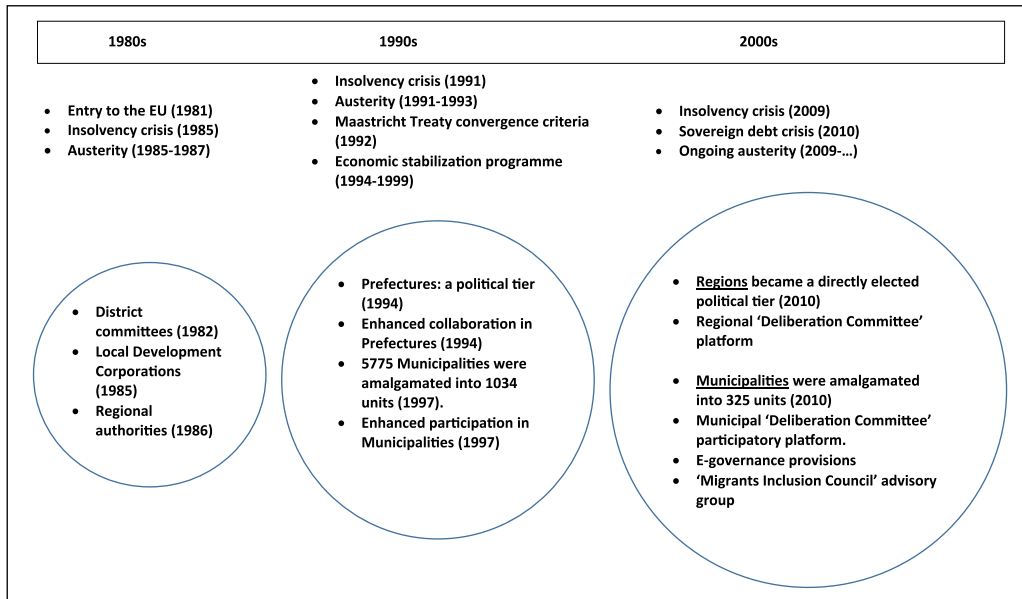 1980s 1990s 2000s
• Entry to the EU (1981)
• Insolvency crisis (1985)
• Austerity (1985-1987)
• Insolvency crisis (1991)
• Austerity (1991-1993)
• Maastricht Treaty convergence criteria
(1992)
• Economic stabilization programme
(1994-1999)
• Insolvency crisis (2009)
• Sovereign debt crisis (2010)
• Ongoing austerity (2009-…)
• District
committees (1982)
• Local Development
Corporations
(1985)
• Regional
authorities (1986)
• Prefectures: a political tier
(1994)
• Enhanced collaboration in
Prefectures (1994)
• 5775 Municipalities were
amalgamated into 1034
units (1997).
• Enhanced participation in
Municipalities (1997)
• Regions became a directly elected
political tier (2010)
• Regional ‘Deliberation Committee’
platform
• Municipalities were amalgamated
into 325 units (2010)
• Municipal ‘Deliberation Committee’
participatory platform.
• E-governance provisions
• ‘Migrants Inclusion Council’ advisory
group